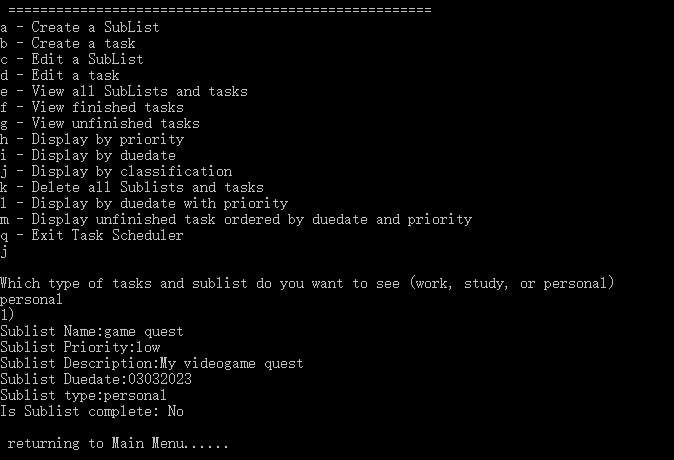 =====================================================
a - Create a SubList
b - Create a task
c - Edit a SubList
d - Edit a task
e - View all SubLists and tasks
f - View finished tasks
g - View unfinished tasks
h - Display by priority
i - Display by duedate
j - Display by classification
k - Delete all Sublists and tasks
l - Display by duedate with priority
m - Display unfinished task ordered by duedate and priority
q - Exit Task Scheduler
j
Which type of tasks and sublist do you want to see (work, study, or personal)
personal
1)
Sublist Name:game quest
Sublist Priority:low
Sublist Description:My videogame quest
Sublist Duedate:03032023
Sublist type:personal
Is Sublist complete: No
returning to Main Menu......